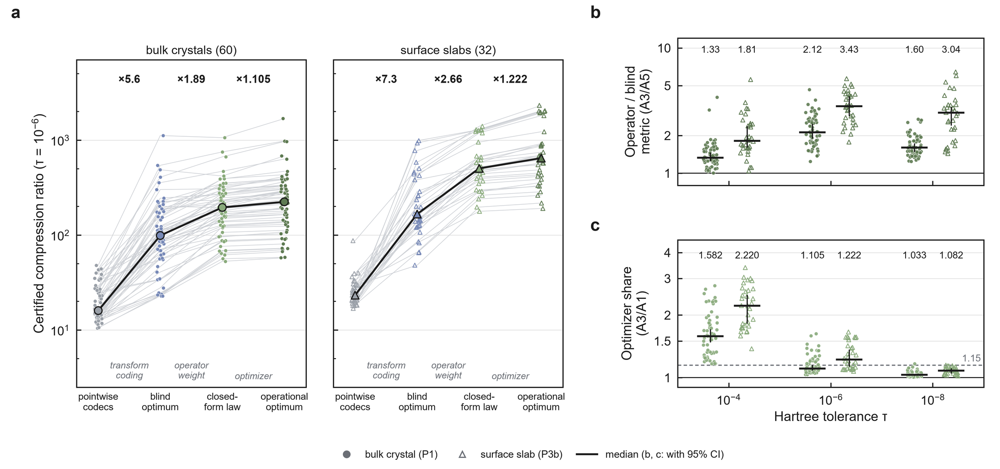 a
bulk crystals (60)
×5.6 ×1.89 ×1.105
Certified compression ratio (τ = 10⁻⁶)
10³
10²
10¹
transform
coding
operator
weight
optimizer
pointwise
codecs
blind
optimum
closed-
form law
operational
optimum
surface slabs (32)
×7.3 ×2.66 ×1.222
transform
coding
operator
weight
optimizer
pointwise
codecs
blind
optimum
closed-
form law
operational
optimum
b
Operator / blind
metric (A3/A5)
10
5
2
1
1.33 1.81 2.12 3.43 1.60 3.04
c
Optimizer share
(A3/A1)
4
3
2
1.5
1
1.582 2.220 1.105 1.222 1.033 1.082
1.15
10⁻⁴ 10⁻⁶ 10⁻⁸
Hartree tolerance τ
bulk crystal (P1) surface slab (P3b) median (b, c: with 95% CI)